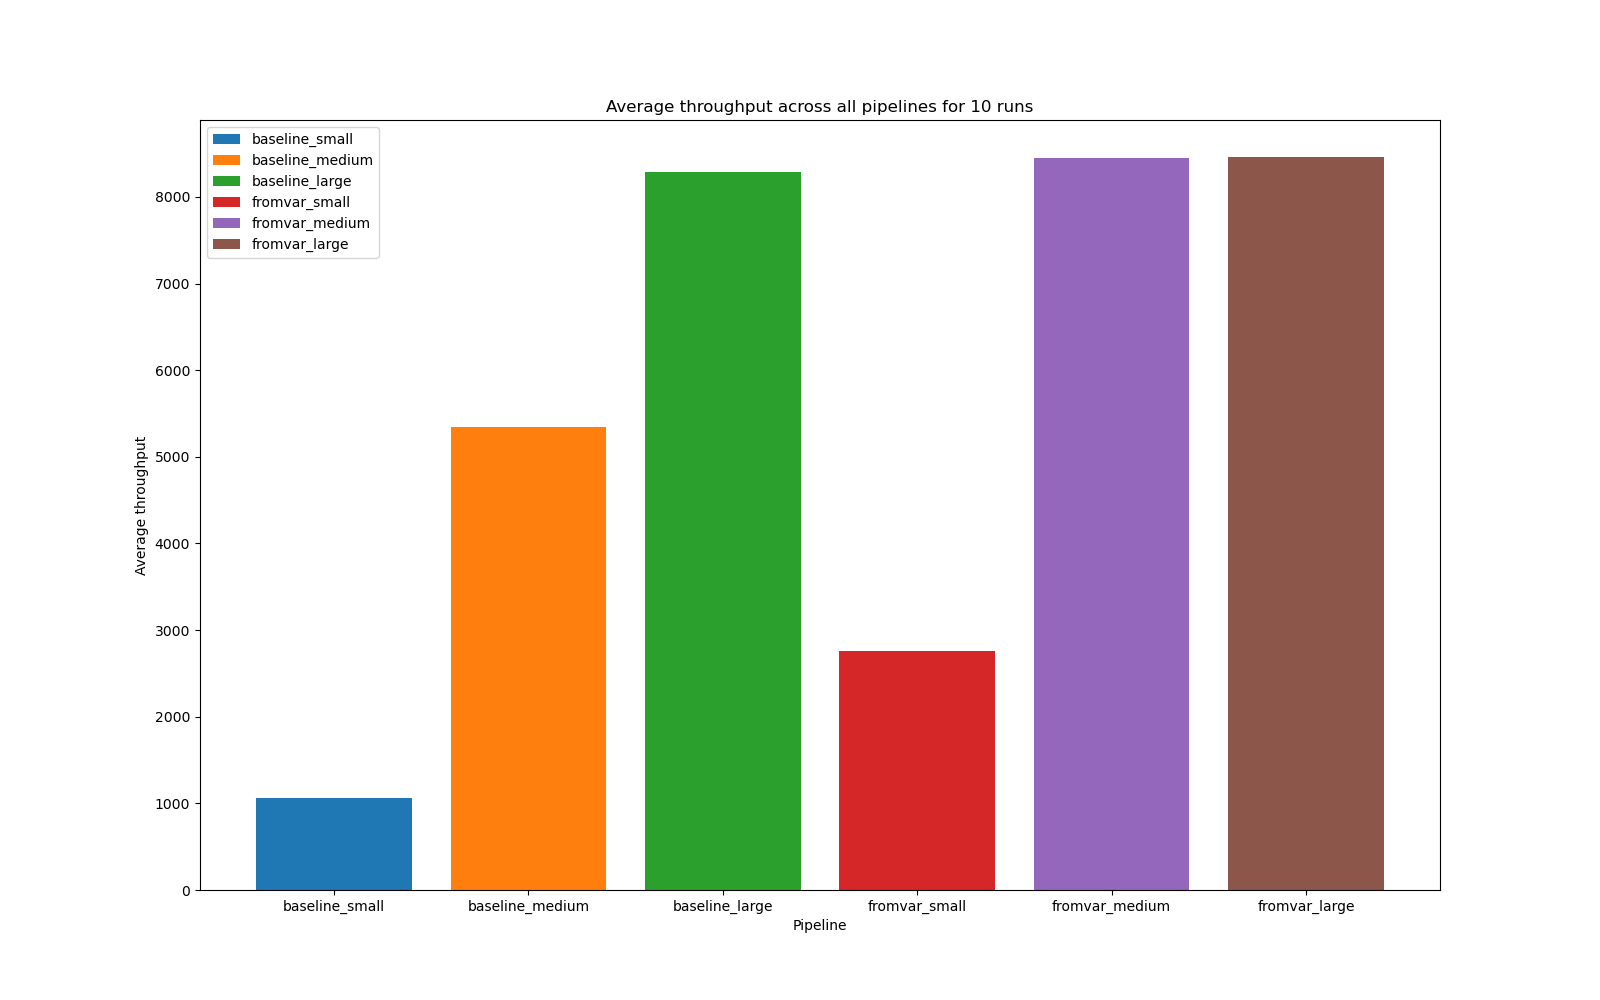 Average throughput across all pipelines for 10 runs
baseline_small
baseline_medium
baseline_large
fromvar_small
fromvar_medium
fromvar_large
Average throughput
8000
7000
6000
5000
4000
3000
2000
1000
0
baseline_small baseline_medium baseline_large fromvar_small fromvar_medium fromvar_large
Pipeline